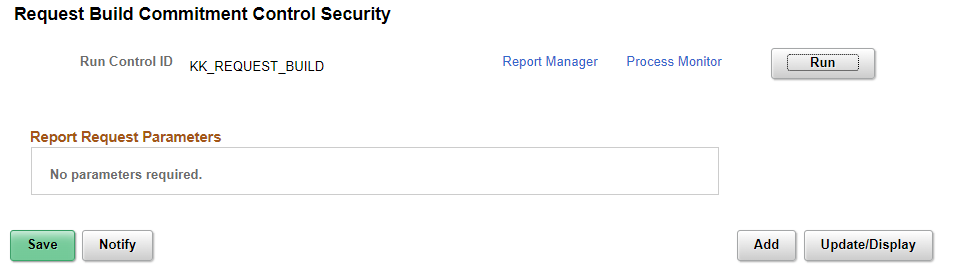 Request Build Commitment Control Security
Run Control ID KK_REQUEST_BUILD Report Manager Process Monitor Run
Report Request Parameters
No parameters required.
Save Notify Add Update/Display